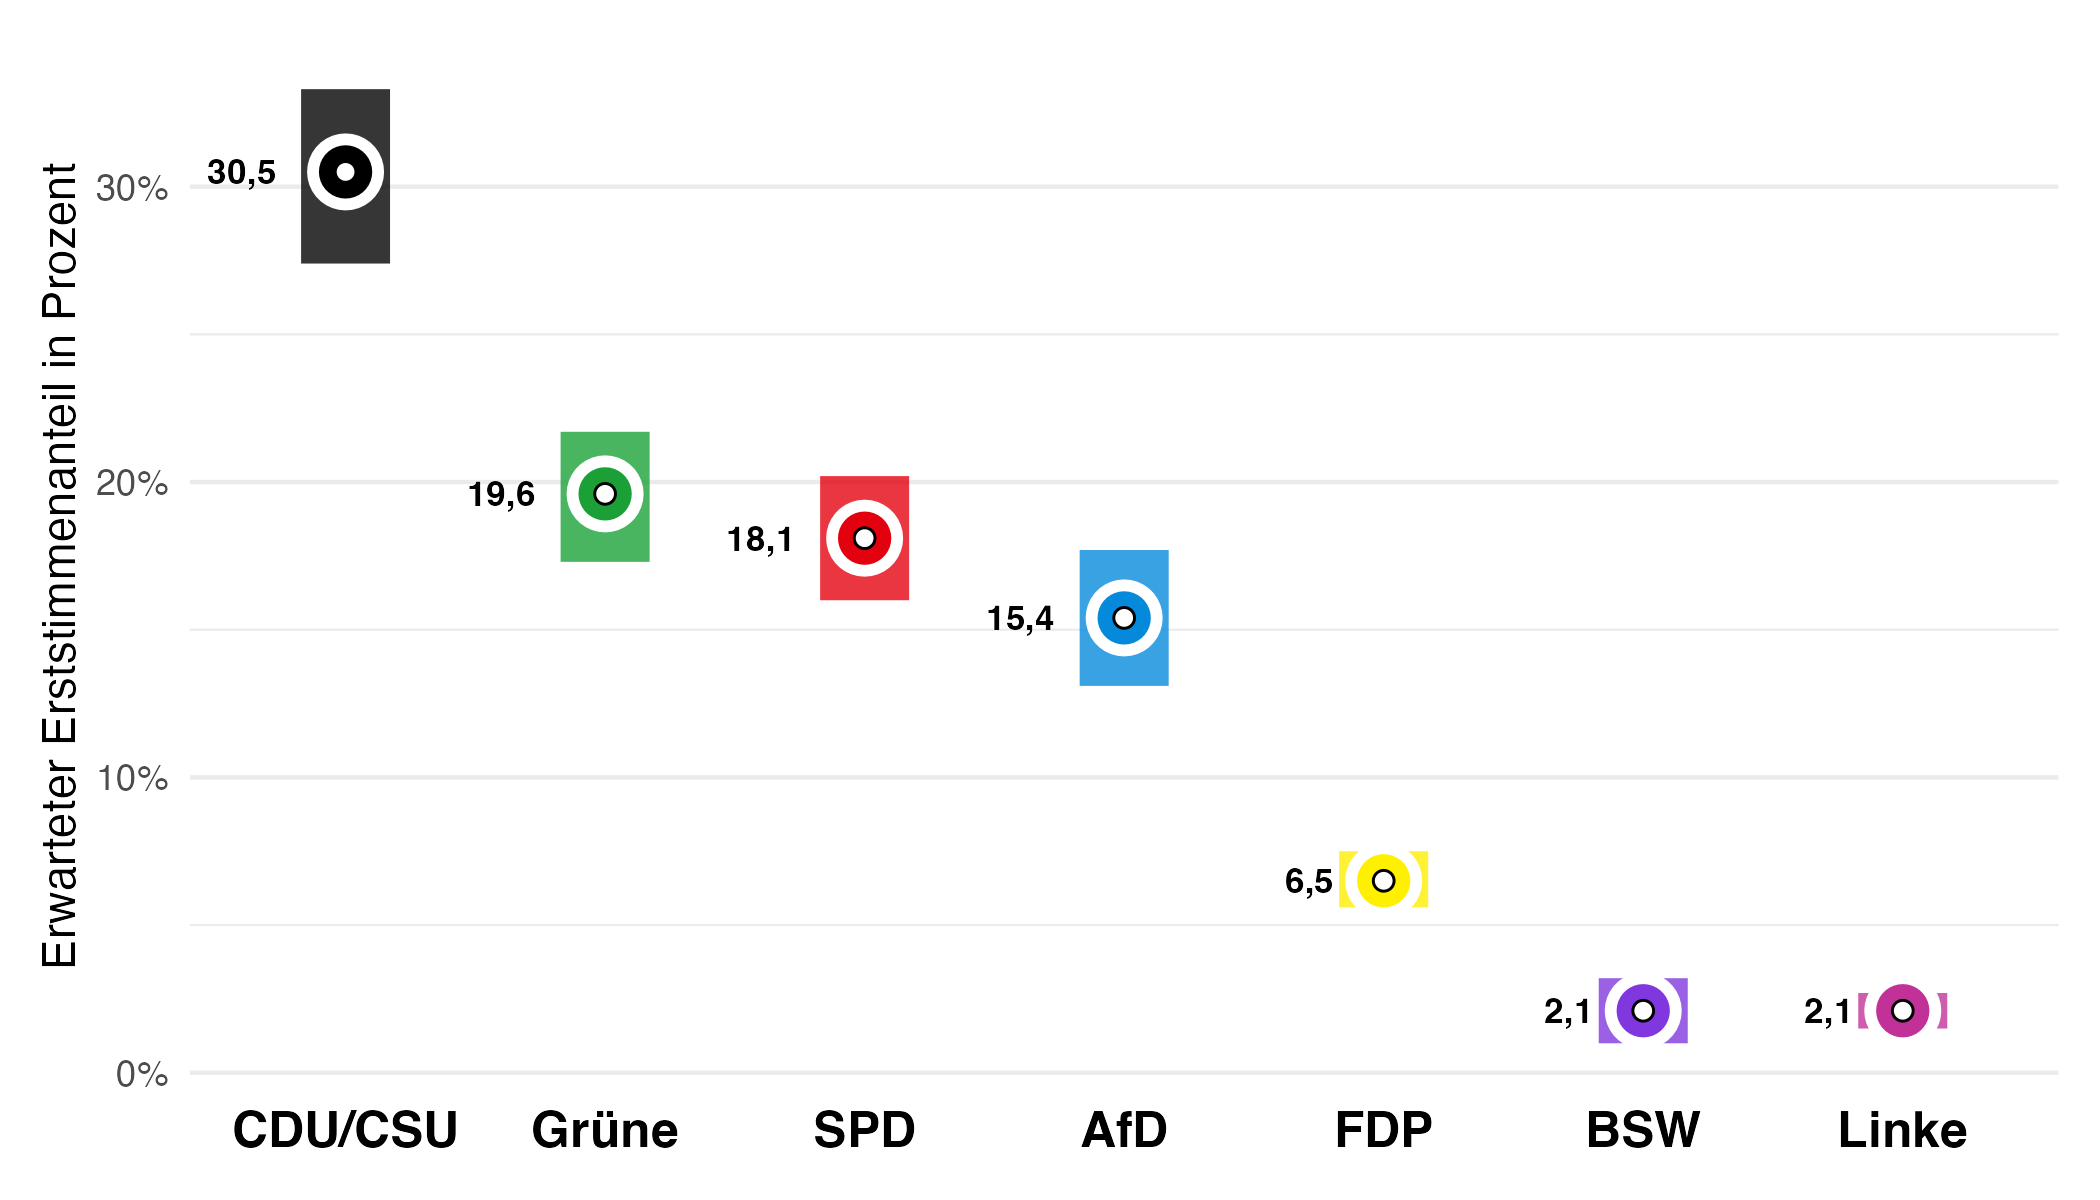 Erwarteter Erststimmenanteil in Prozent
30%
20%
10%
0%
30,5
19,6
18,1
15,4
6,5
2,1
2,1
CDU/CSU
Grüne
SPD
AfD
FDP
BSW
Linke